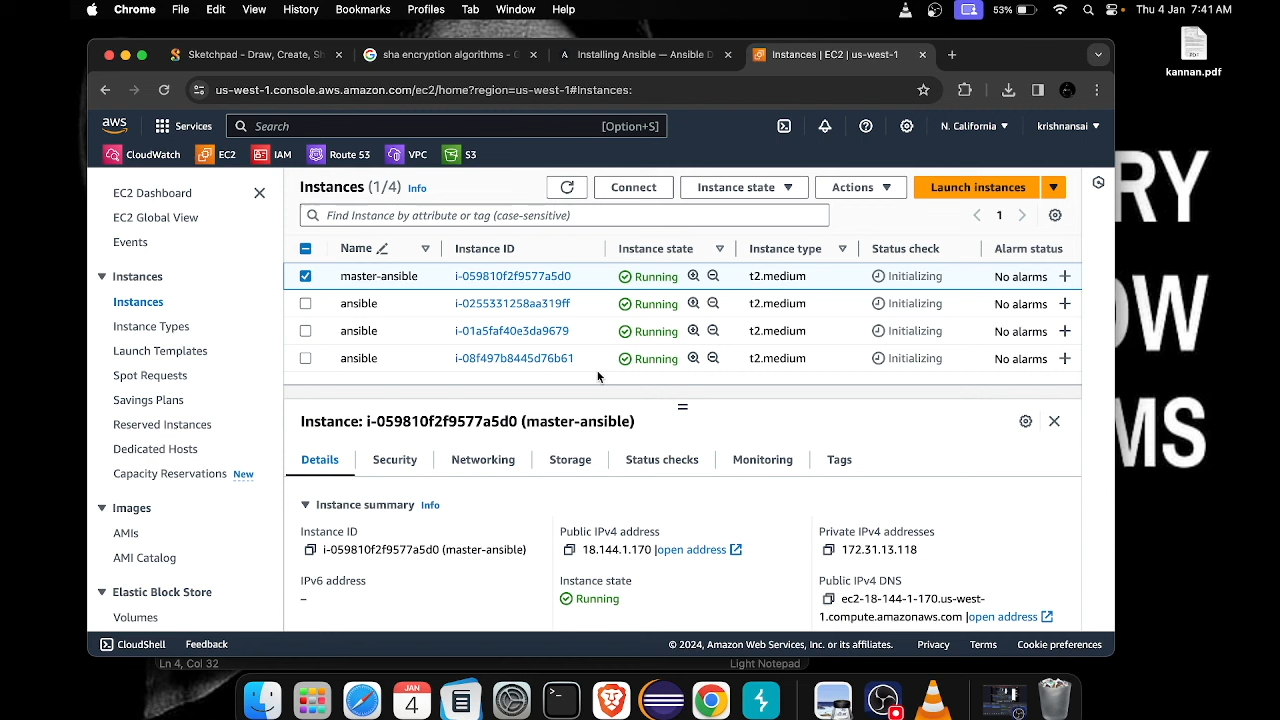 Chrome File Edit View History Bookmarks Profiles Tab Window Help 53% Thu 4 Jan 7:41 AM
kannan.pdf
Sketchpad - Draw, Create, Sh
sha encryption algorithms - G
Installing Ansible — Ansible D
Instances | EC2 | us-west-1
us-west-1.console.aws.amazon.com/ec2/home?region=us-west-1#Instances:
aws Services Search [Option+S] N. California krishnansai
CloudWatch EC2 IAM Route 53 VPC S3
EC2 Dashboard
EC2 Global View
Events
Instances
Instances
Instance Types
Launch Templates
Spot Requests
Savings Plans
Reserved Instances
Dedicated Hosts
Capacity Reservations New
Images
AMIs
AMI Catalog
Elastic Block Store
Volumes
Instances (1/4) Info Connect Instance state Actions Launch instances
Find Instance by attribute or tag (case-sensitive) 1
Name Instance ID Instance state Instance type Status check Alarm status
master-ansible i-059810f2f9577a5d0 Running t2.medium Initializing No alarms
ansible i-0255331258aa319ff Running t2.medium Initializing No alarms
ansible i-01a5faf40e3da9679 Running t2.medium Initializing No alarms
ansible i-08f497b8445d76b61 Running t2.medium Initializing No alarms
Instance: i-059810f2f9577a5d0 (master-ansible)
Details Security Networking Storage Status checks Monitoring Tags
Instance summary Info
Instance ID
i-059810f2f9577a5d0 (master-ansible)
IPv6 address
–
Public IPv4 address
18.144.1.170 |open address
Instance state
Running
Private IPv4 addresses
172.31.13.118
Public IPv4 DNS
ec2-18-144-1-170.us-west-
1.compute.amazonaws.com |open address
CloudShell Feedback © 2024, Amazon Web Services, Inc. or its affiliates. Privacy Terms Cookie preferences
Ln 4, Col 32 Light Notepad
RY
OW
MS
JAN
4